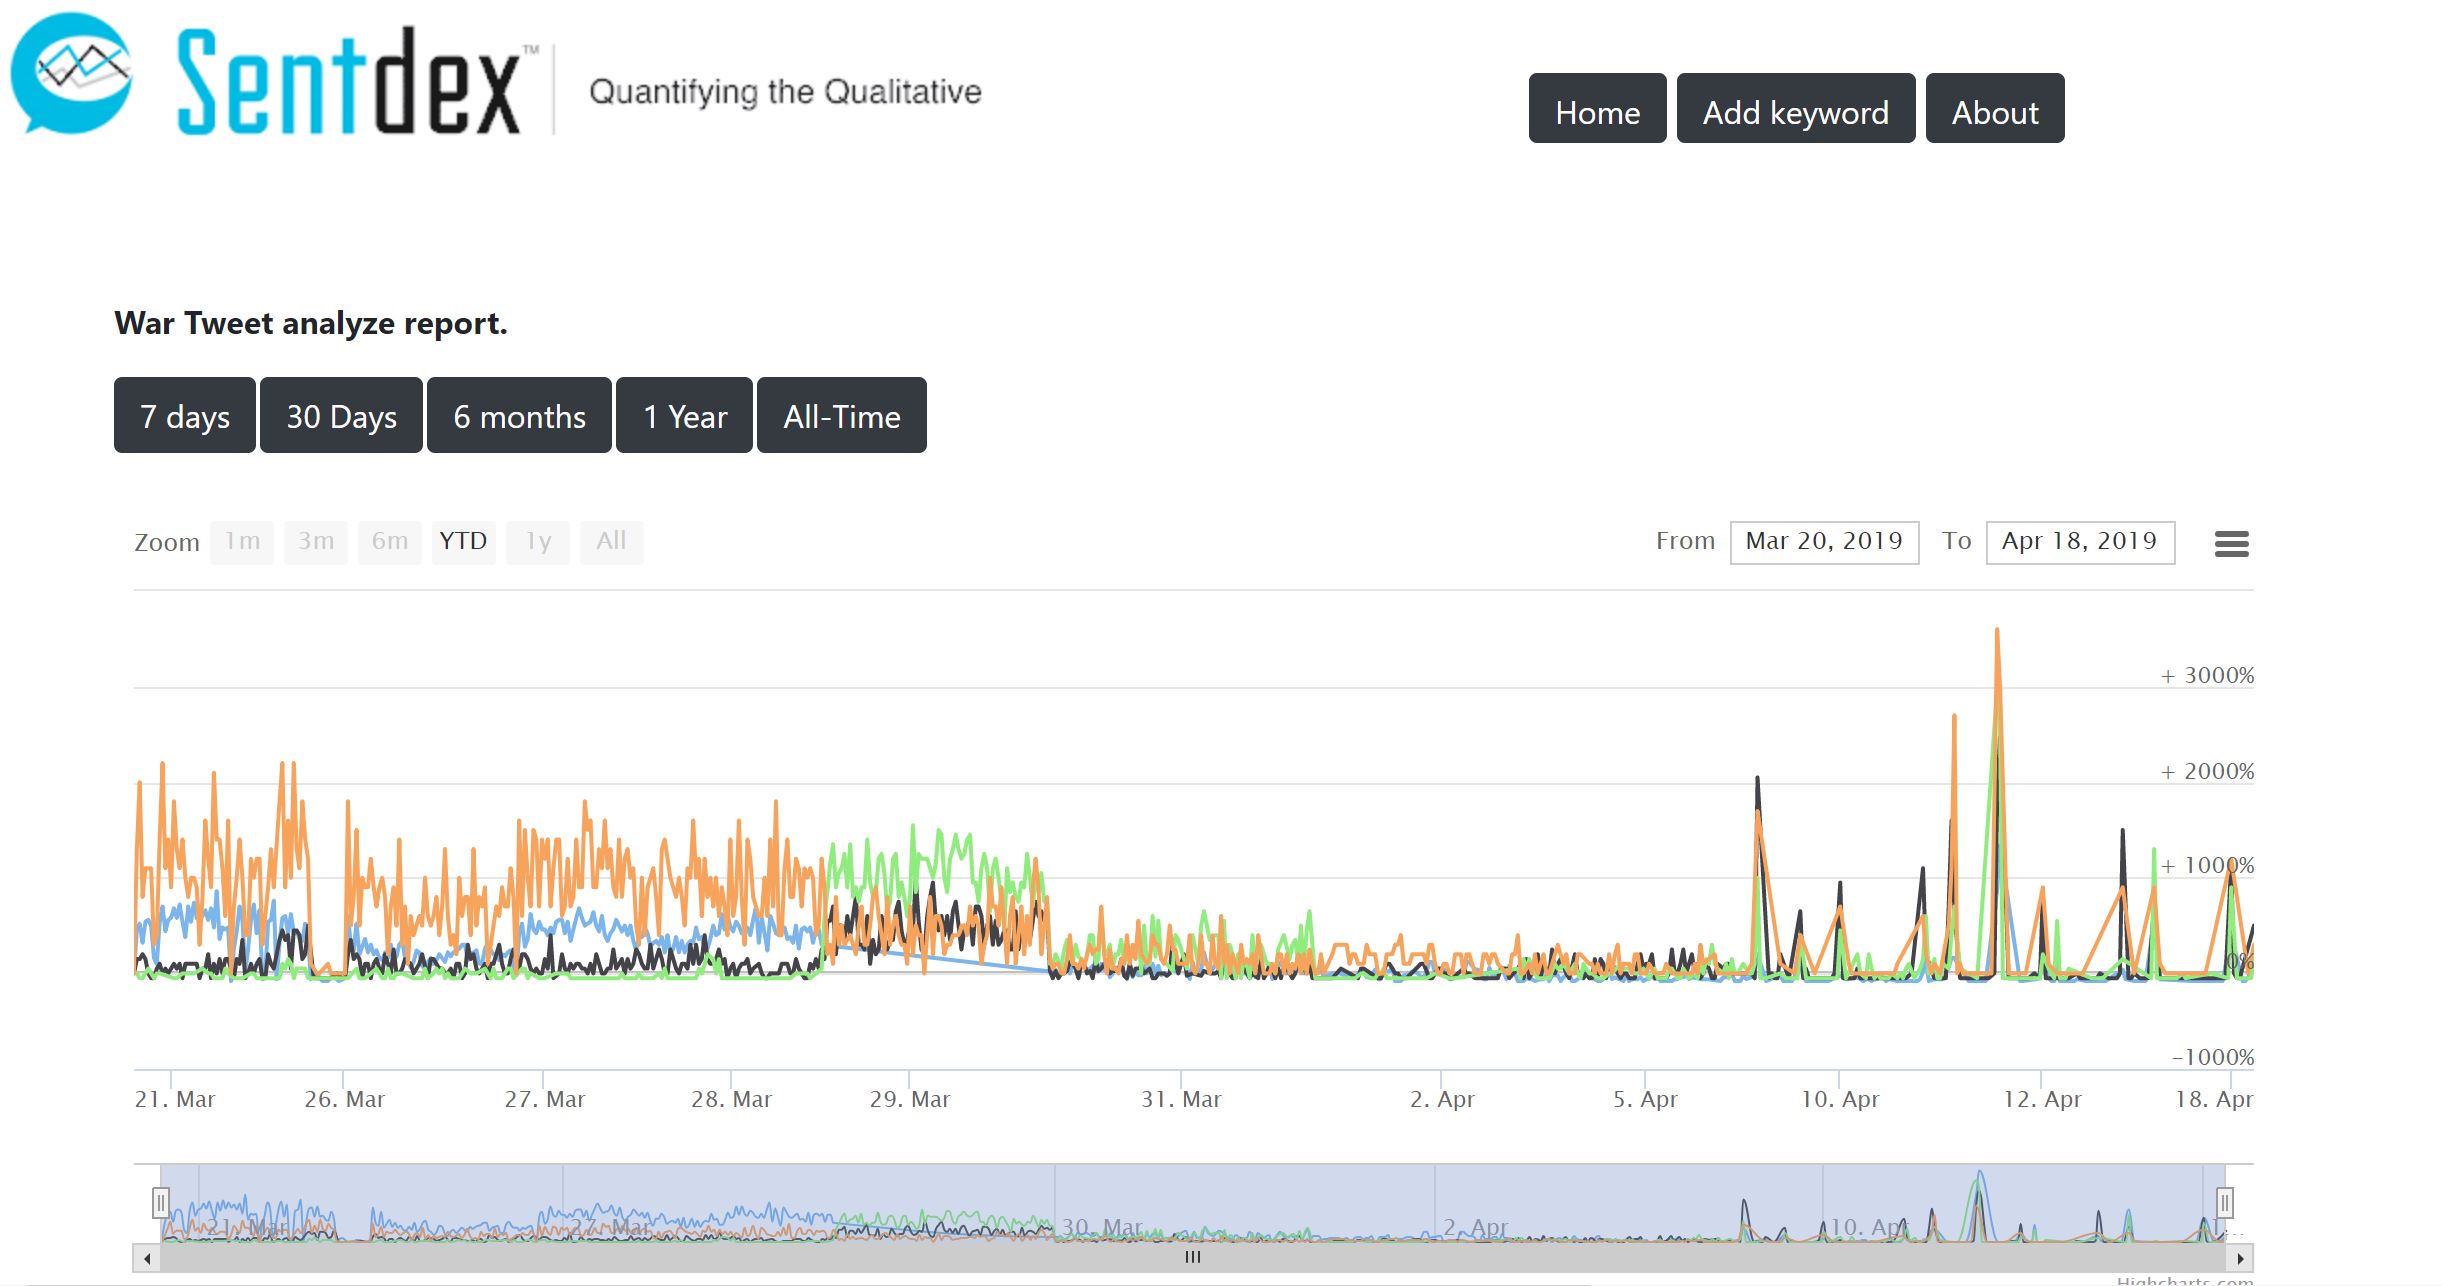 Sentdex™ Quantifying the Qualitative
Home Add keyword About
War Tweet analyze report.
7 days 30 Days 6 months 1 Year All-Time
Zoom 1m 3m 6m YTD 1y All From Mar 20, 2019 To Apr 18, 2019
+ 3000%
+ 2000%
+ 1000%
0%
-1000%
21. Mar 26. Mar 27. Mar 28. Mar 29. Mar 31. Mar 2. Apr 5. Apr 10. Apr 12. Apr 18. Apr
21. Mar 27. Mar 30. Mar 2. Apr 10. Apr
Highcharts.com